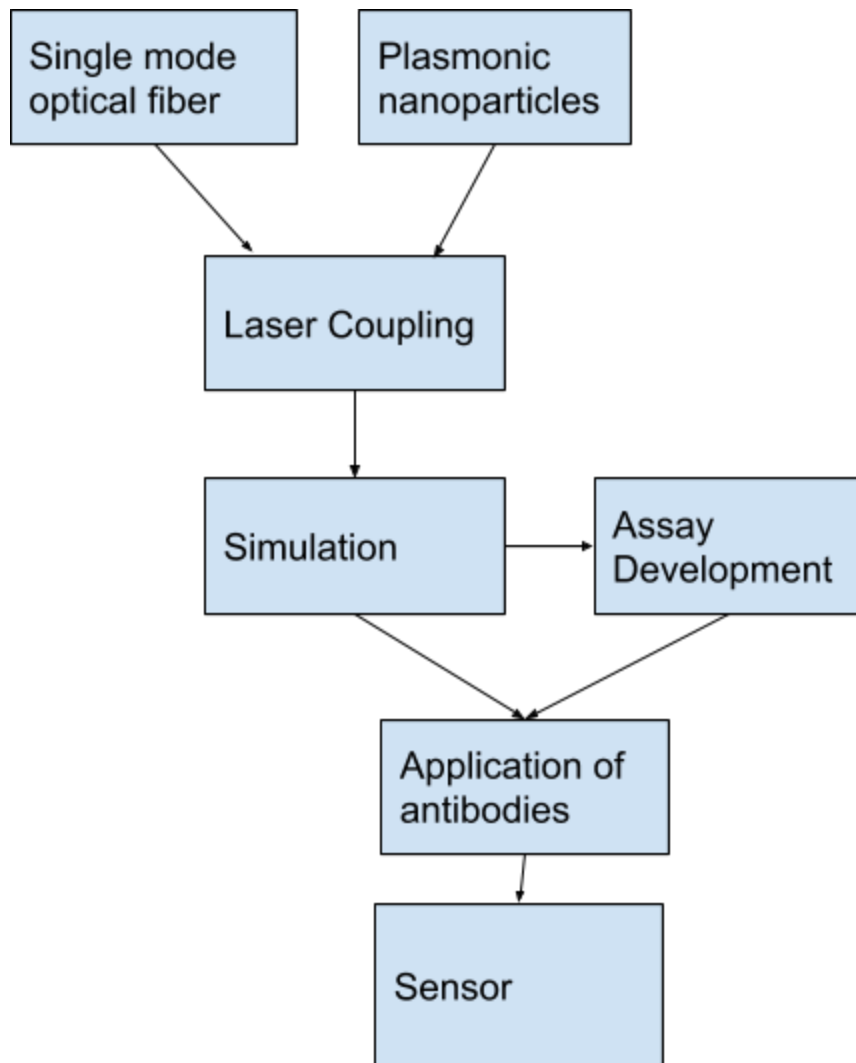 Single mode
optical fiber
Plasmonic
nanoparticles
Laser Coupling
Simulation
Assay
Development
Application of
antibodies
Sensor